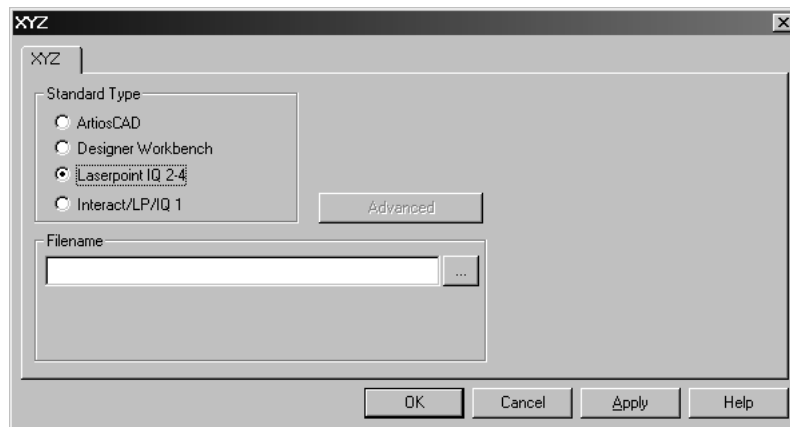 XYZ
XYZ
Standard Type
ArtiosCAD
Designer Workbench
Laserpoint IQ 2-4
Interact/LP/IQ 1
Advanced
Filename
...
OK Cancel Apply Help